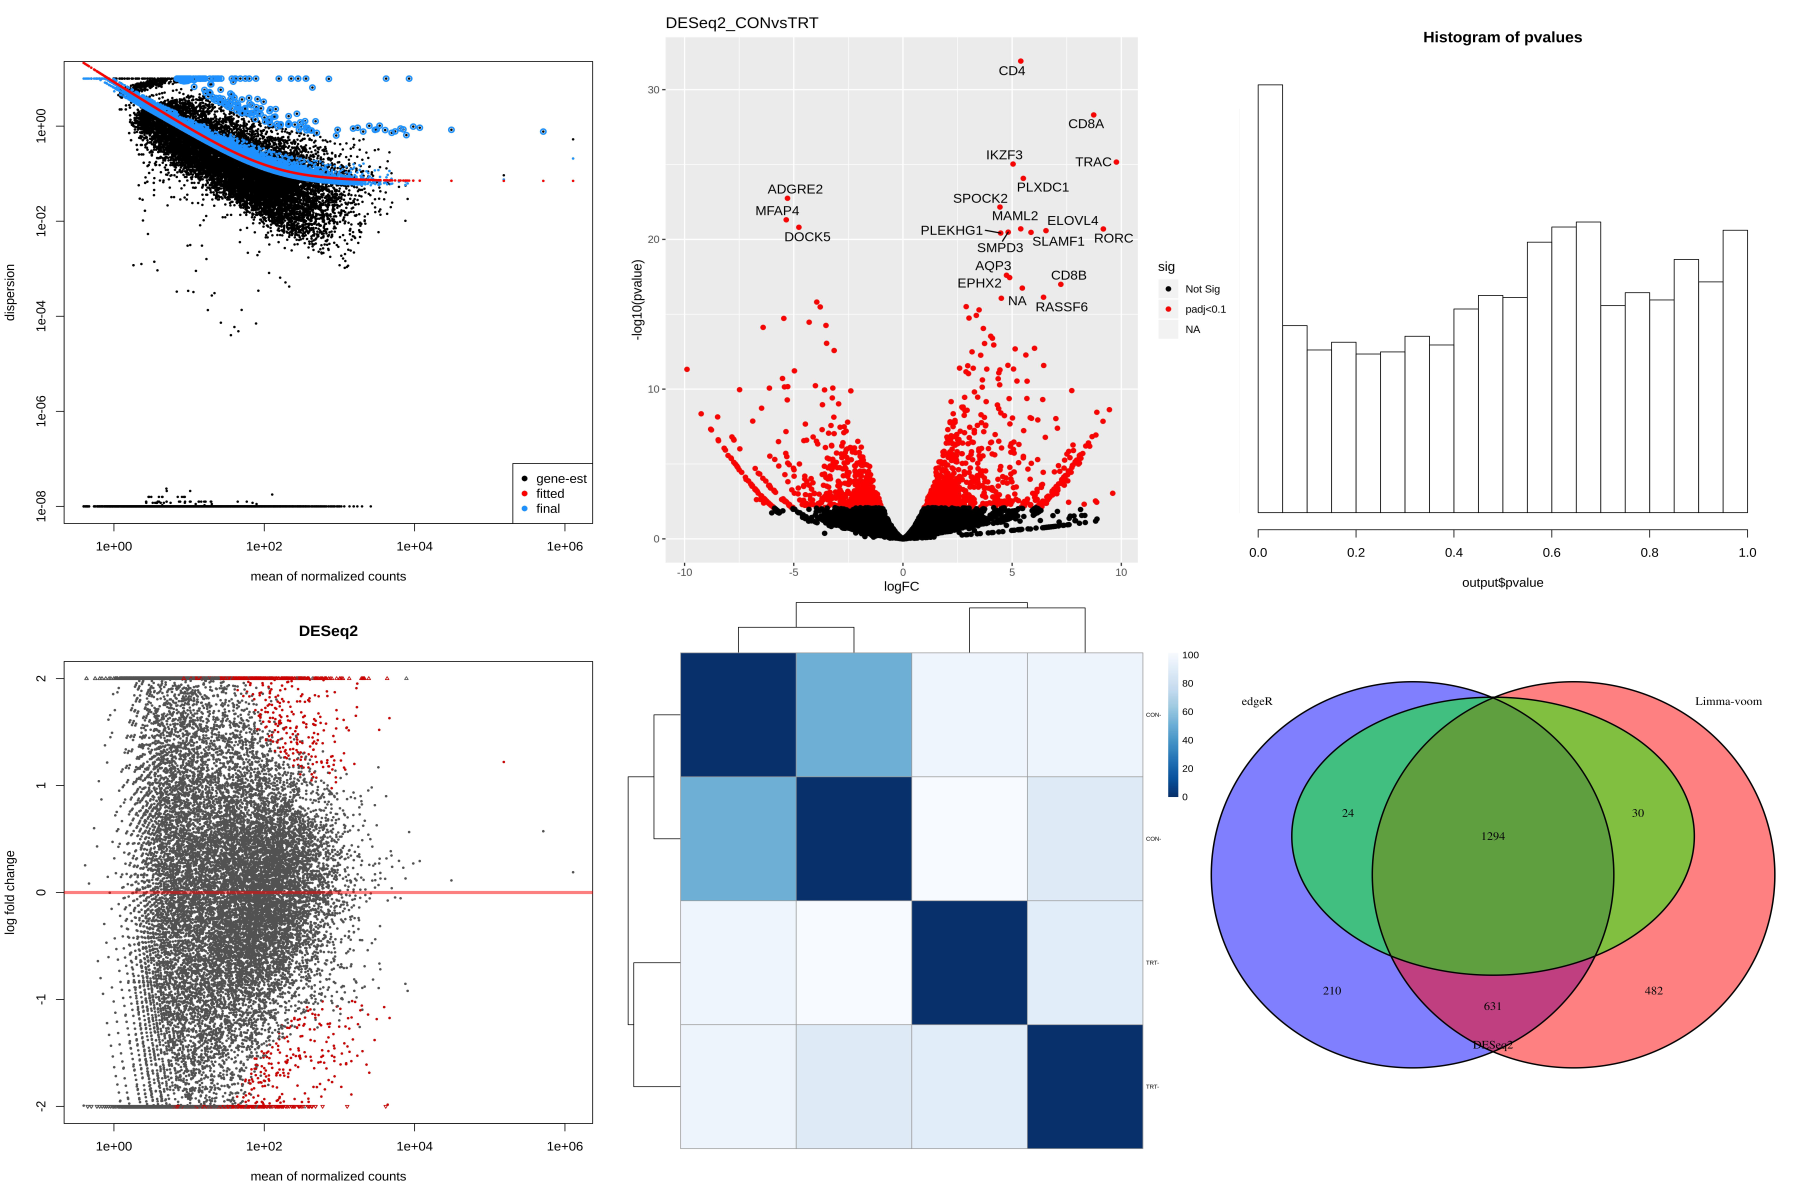 dispersion
1e+00
1e-02
1e-04
1e-06
1e-08
gene-est
fitted
final
1e+00 1e+02 1e+04 1e+06
mean of normalized counts
DESeq2_CONvsTRT
-log10(pvalue)
30
20
10
0
CD4
CD8A
IKZF3
TRAC
PLXDC1
ADGRE2
SPOCK2
MFAP4
MAML2
ELOVL4
PLEKHG1
DOCK5
SLAMF1
RORC
SMPD3
AQP3
CD8B
EPHX2
NA
RASSF6
-10 -5 0 5 10
logFC
sig
Not Sig
padj<0.1
NA
Histogram of pvalues
0.0 0.2 0.4 0.6 0.8 1.0
output$pvalue
DESeq2
log fold change
2
1
0
-1
-2
1e+00 1e+02 1e+04 1e+06
mean of normalized counts
CON-
CON-
TRT-
TRT-
100
80
60
40
20
0
edgeR
Limma-voom
24
1294
30
210
631
482
DESeq2